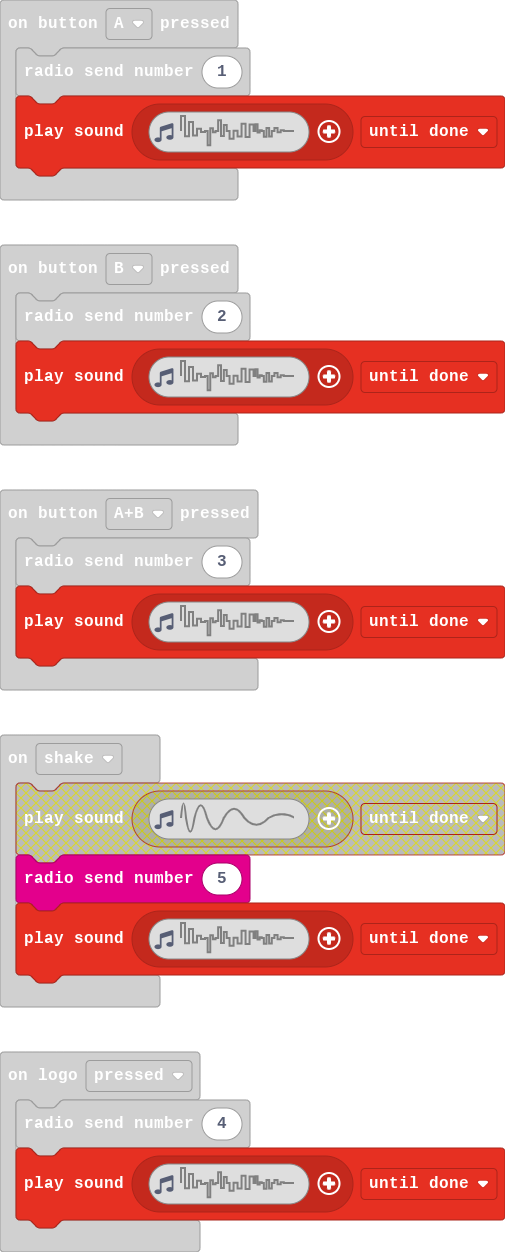 on button A pressed
radio send number 1
play sound until done
on button B pressed
radio send number 2
play sound until done
on button A+B pressed
radio send number 3
play sound until done
on shake
play sound until done
radio send number 5
play sound until done
on logo pressed
radio send number 4
play sound until done